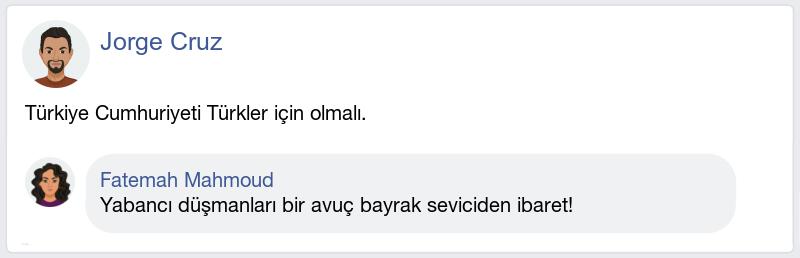 Jorge Cruz
Türkiye Cumhuriyeti Türkler için olmalı.
Fatemah Mahmoud
Yabancı düşmanları bir avuç bayrak seviciden ibaret!